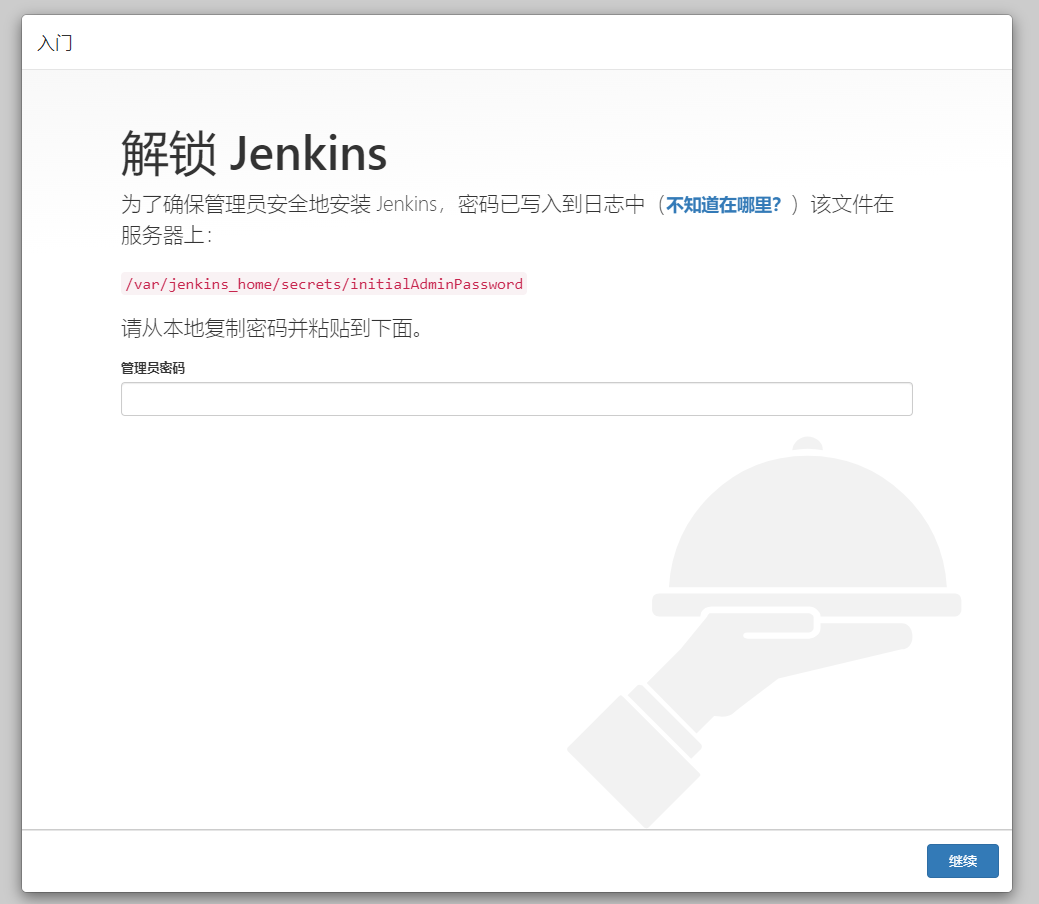 入门
解锁 Jenkins
为了确保管理员安全地安装 Jenkins，密码已写入到日志中（不知道在哪里？）该文件在
服务器上：
/var/jenkins_home/secrets/initialAdminPassword
请从本地复制密码并粘贴到下面。
管理员密码
继续